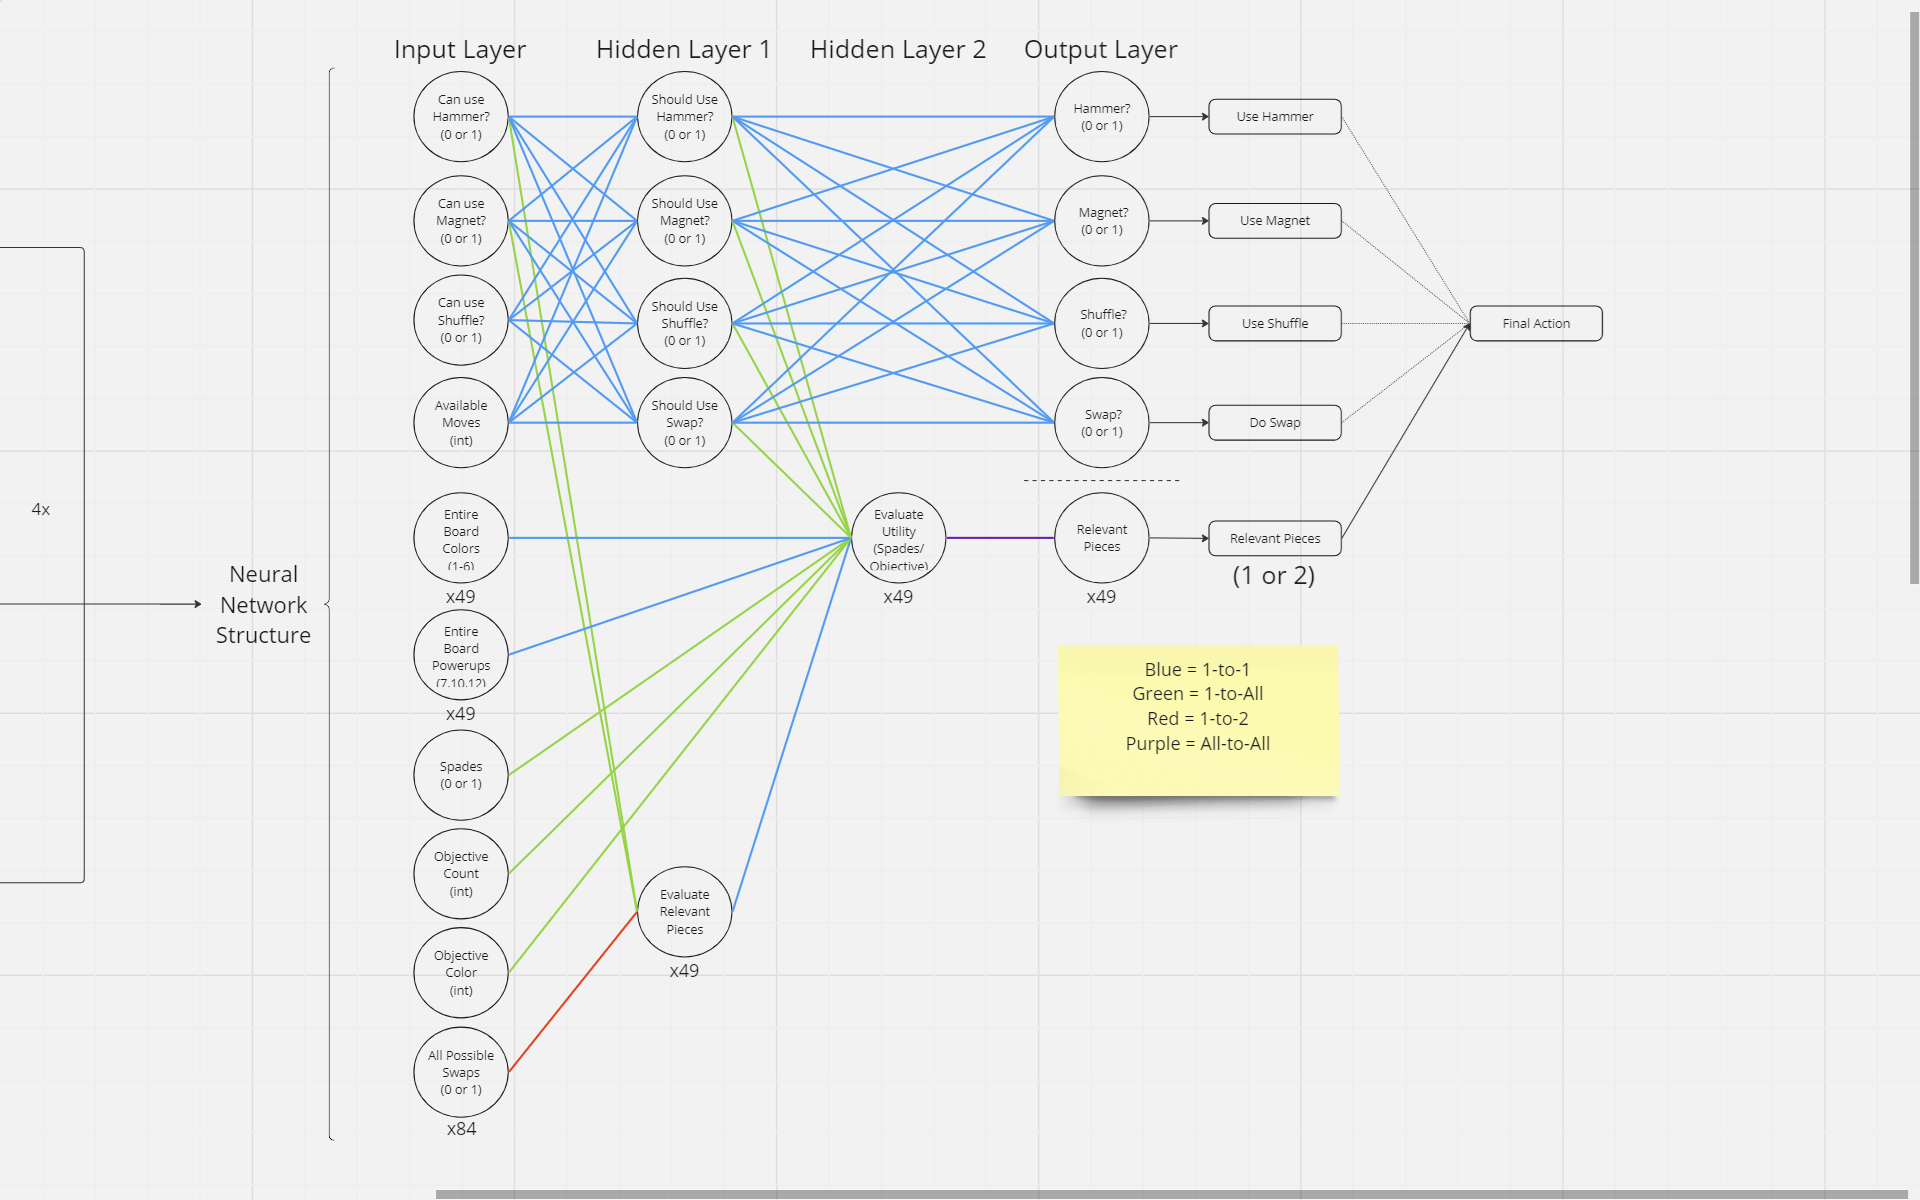 Input Layer
Hidden Layer 1
Hidden Layer 2
Output Layer
Can use
Hammer?
(0 or 1)
Should Use
Hammer?
(0 or 1)
Hammer?
(0 or 1)
Use Hammer
Can use
Magnet?
(0 or 1)
Should Use
Magnet?
(0 or 1)
Magnet?
(0 or 1)
Use Magnet
Can use
Shuffle?
(0 or 1)
Should Use
Shuffle?
(0 or 1)
Shuffle?
(0 or 1)
Use Shuffle
Final Action
Available
Moves
(int)
Should Use
Swap?
(0 or 1)
Swap?
(0 or 1)
Do Swap
4x
Entire
Board
Colors
(1-6)
x49
Evaluate
Utility
(Spades/
Objective)
x49
Relevant
Pieces
x49
Relevant Pieces
(1 or 2)
Neural
Network
Structure
Entire
Board
Powerups
(7,10,12)
x49
Blue = 1-to-1
Green = 1-to-All
Red = 1-to-2
Purple = All-to-All
Spades
(0 or 1)
Objective
Count
(int)
Evaluate
Relevant
Pieces
x49
Objective
Color
(int)
All Possible
Swaps
(0 or 1)
x84